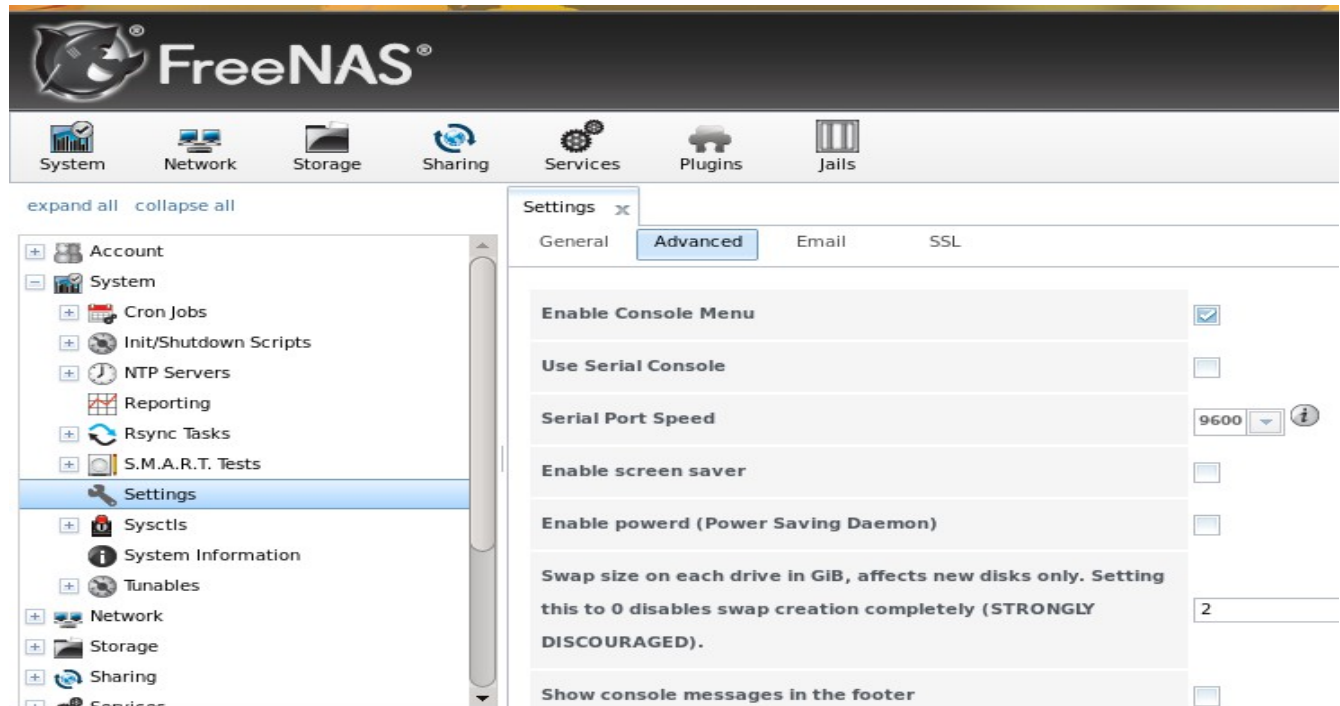 FreeNAS®
System Network Storage Sharing Services Plugins Jails
expand all collapse all
Account
System
Cron Jobs
Init/Shutdown Scripts
NTP Servers
Reporting
Rsync Tasks
S.M.A.R.T. Tests
Settings
Sysctls
System Information
Tunables
Network
Storage
Sharing
Services
Settings x
General Advanced Email SSL
Enable Console Menu
Use Serial Console
Serial Port Speed 9600
Enable screen saver
Enable powerd (Power Saving Daemon)
Swap size on each drive in GiB, affects new disks only. Setting
this to 0 disables swap creation completely (STRONGLY 2
DISCOURAGED).
Show console messages in the footer